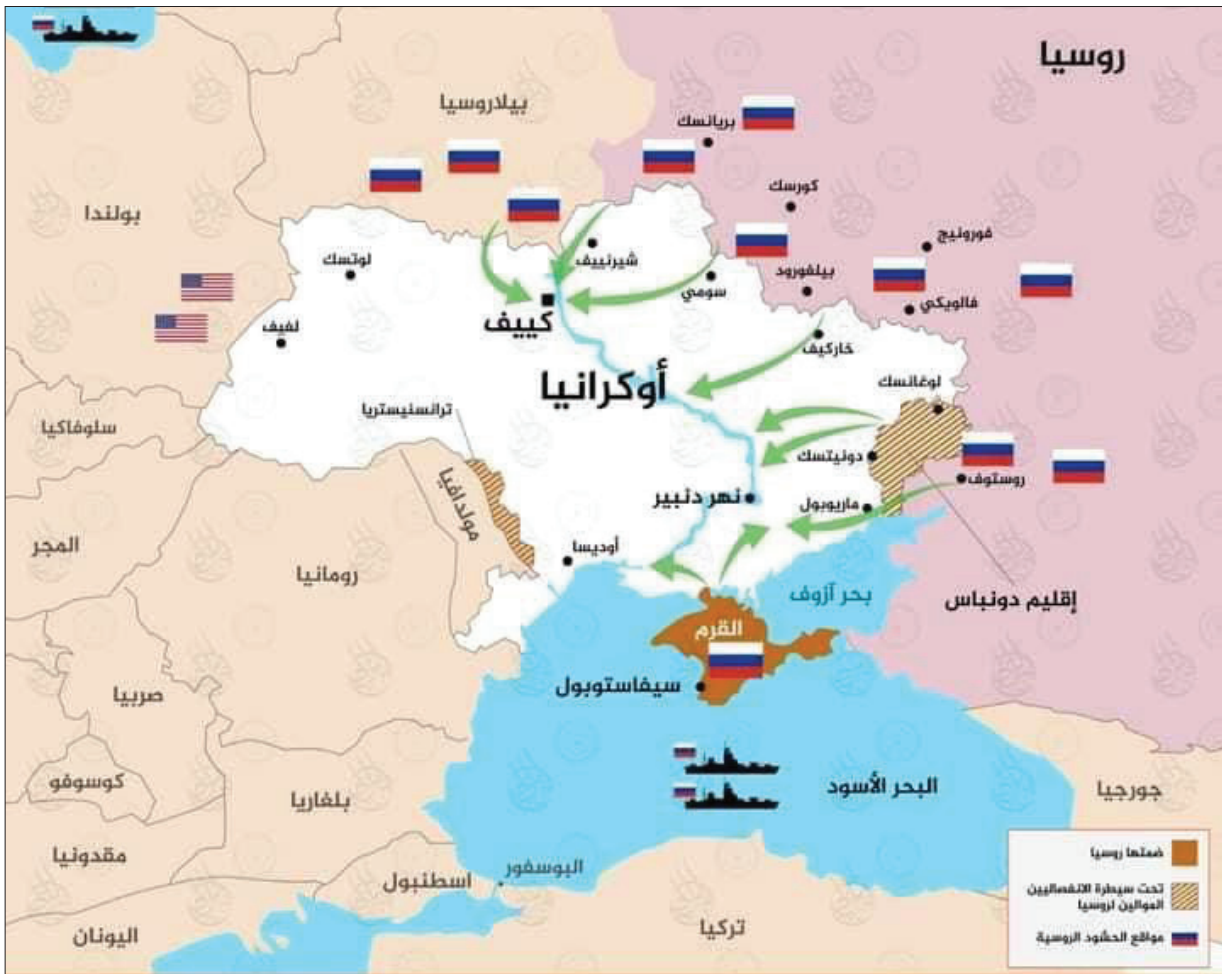 روسيا
بيلاروسيا
بريانسك
كورسك
بولندا
فورونيج
شيرنييف
لوتسك
سومي
بيلغورود
فالويكي
كييف
لفيف
خاركيف
أوكرانيا
لوغانسك
ترانسنيستريا
سلوفاكيا
دونيتسك
روستوف
مولدافيا
نهر دنبير
ماريوبول
المجر
أوديسا
رومانيا
بحر آزوف
إقليم دونباس
القرم
سيفاستوبول
صربيا
كوسوفو
بلغاريا
البحر الأسود
جورجيا
مقدونيا
البوسفور
اسطنبول
اليونان
تركيا
ضمتها روسيا
تحت سيطرة الانفصاليين
الموالين لروسيا
مواقع الحشود الروسية